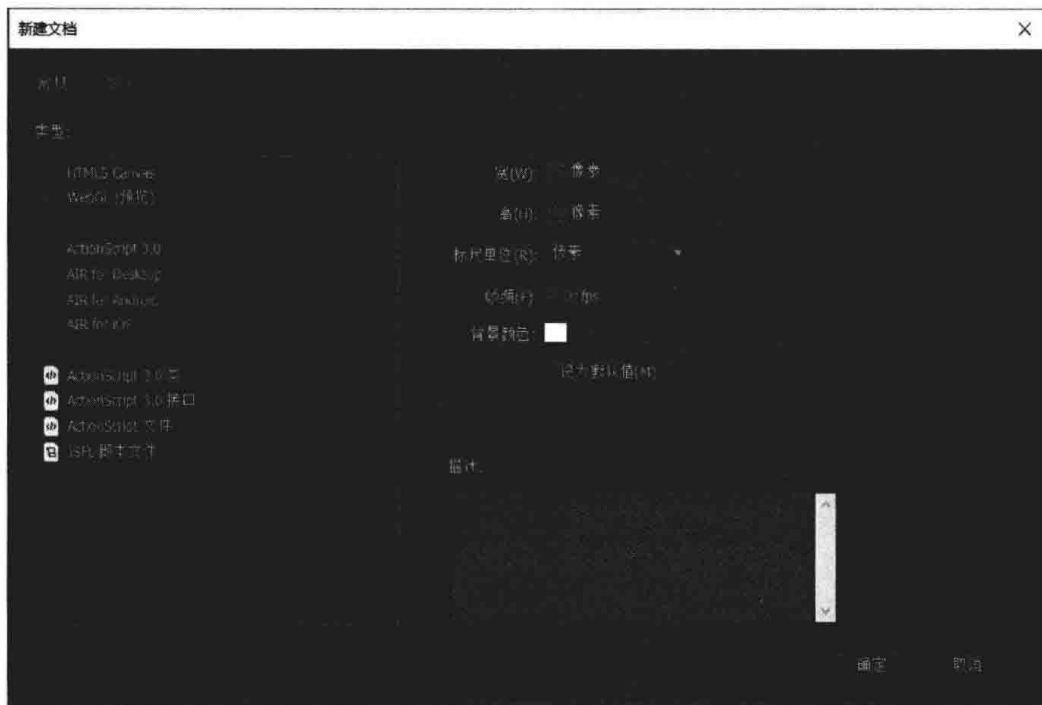 新建文档
常规
类型:
HTML5 Canvas
WebGL (预览)
ActionScript 3.0
AIR for Desktop
AIR for Android
AIR for iOS
ActionScript 3.0 类
ActionScript 3.0 接口
ActionScript 文件
JSFL 脚本文件
宽(W): 像素
高(H): 像素
标尺单位(R): 像素
帧频(F): fps
背景颜色:
设为默认值(M)
描述:
确定 取消